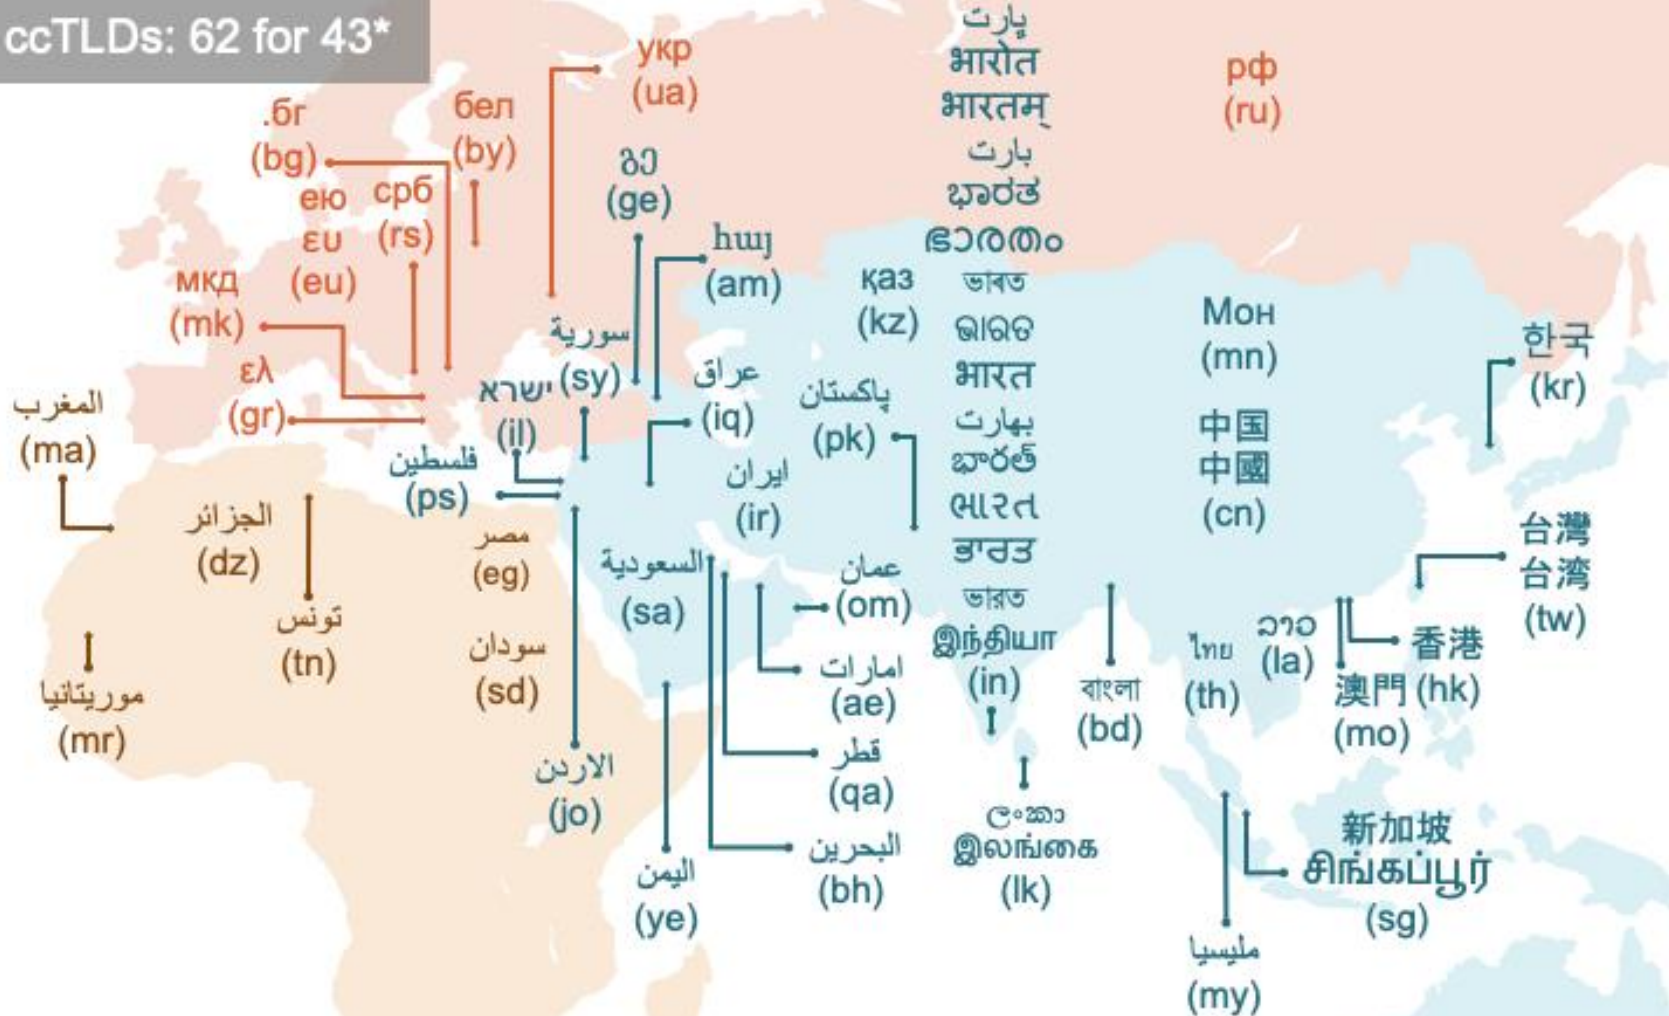 ccTLDs: 62 for 43*
укр
(ua)
.бг
(bg)
бел
(by)
ею
ευ
(eu)
срб
(rs)
мкд
(mk)
ελ
(gr)
рф
(ru)
გე
(ge)
հայ
(am)
қаз
(kz)
سورية
(sy)
ישרא
(il)
عراق
(iq)
پاکستان
(pk)
فلسطين
(ps)
ایران
(ir)
السعودية
(sa)
عمان
(om)
امارات
(ae)
قطر
(qa)
البحرين
(bh)
اليمن
(ye)
الاردن
(jo)
المغرب
(ma)
الجزائر
(dz)
تونس
(tn)
مصر
(eg)
سودان
(sd)
موريتانيا
(mr)
ڀارت
भारोत
भारतम्
بارت
ಭಾರತ
ഭാരതം
ভাৰত
ଭାରତ
भारत
بھارت
భారత్
ભારત
ਭਾਰਤ
ভারত
இந்தியா
(in)
ලංකා
இலங்கை
(lk)
বাংলা
(bd)
Мон
(mn)
中国
中國
(cn)
한국
(kr)
台灣
台湾
(tw)
香港
(hk)
澳門
(mo)
ລາວ
(la)
ไทย
(th)
新加坡
சிங்கப்பூர்
(sg)
مليسيا
(my)